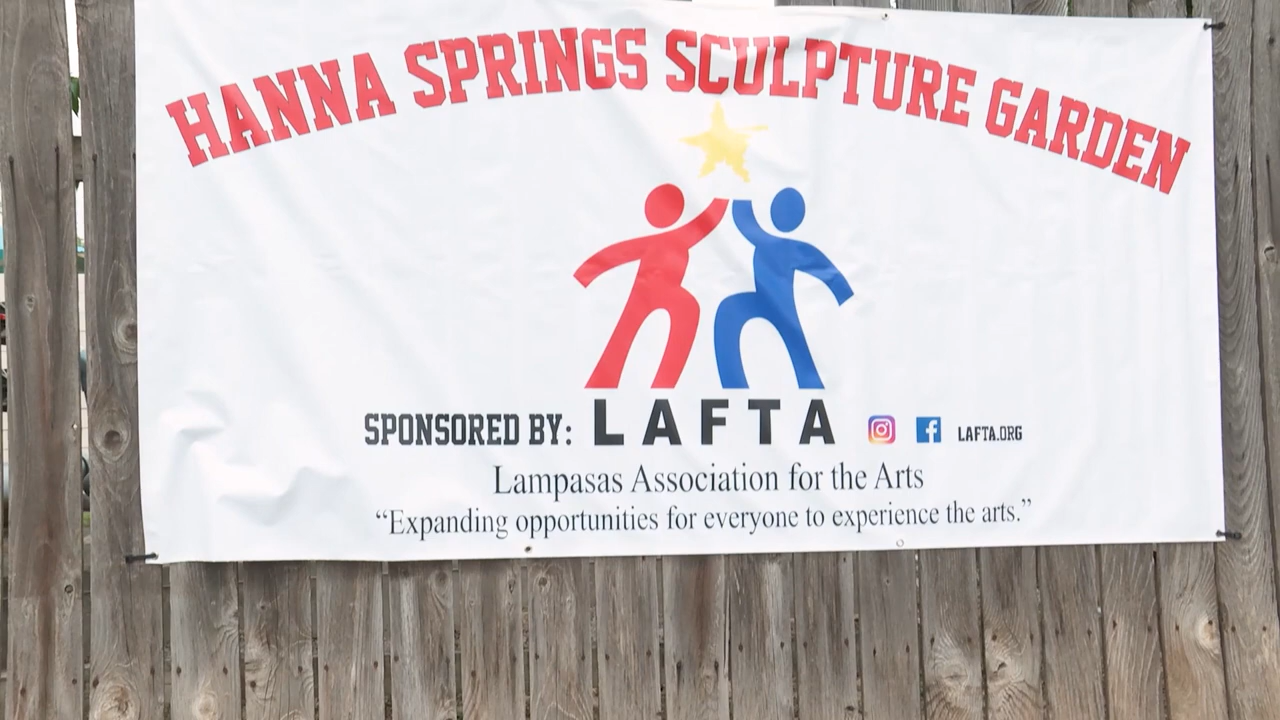 HANNA SPRINGS SCULPTURE GARDEN
SPONSORED BY: LAFTA LAFTA.ORG
Lampasas Association for the Arts
“Expanding opportunities for everyone to experience the arts.”